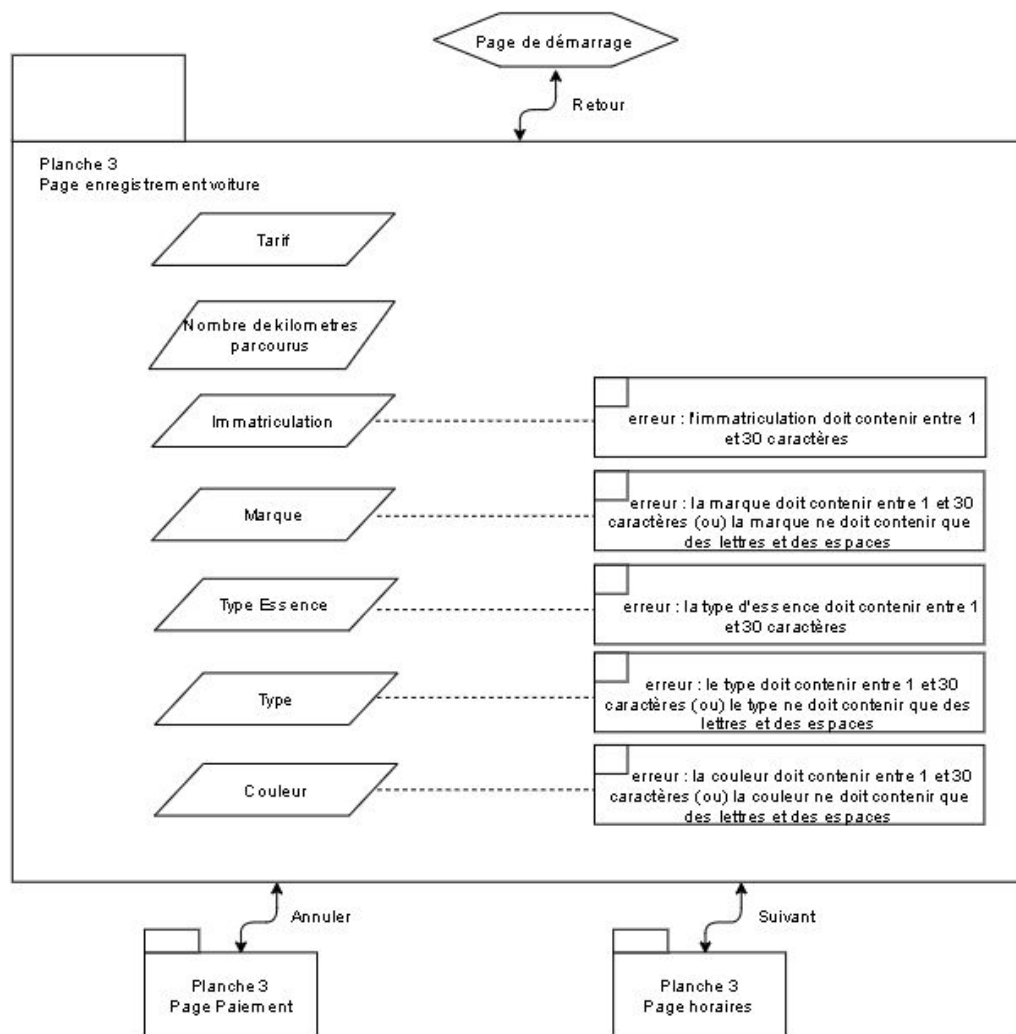 Page de démarrage
Retour
Planche 3
Page enregistrement voiture
Tarif
Nombre de kilometres
parcourus
Immatriculation
erreur : l'immatriculation doit contenir entre 1
et 30 caractères
Marque
erreur : la marque doit contenir entre 1 et 30
caractères (ou) la marque ne doit contenir que
des lettres et des espaces
Type Essence
erreur : la type d'essence doit contenir entre 1
et 30 caractères
Type
erreur : le type doit contenir entre 1 et 30
caractères (ou) le type ne doit contenir que des
lettres et des espaces
Couleur
erreur : la couleur doit contenir entre 1 et 30
caractères (ou) la couleur ne doit contenir que
des lettres et des espaces
Annuler
Suivant
Planche 3
Page Paiement
Planche 3
Page horaires